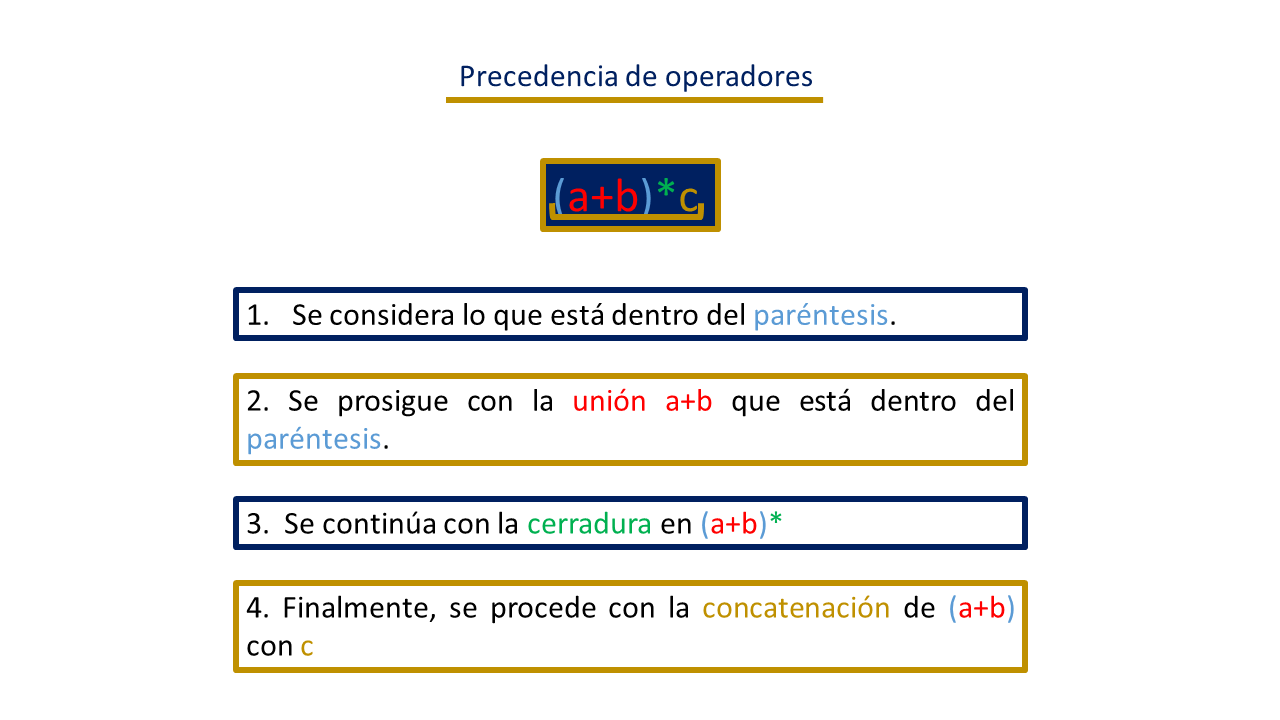 Precedencia de operadores
(a+b)*c
1. Se considera lo que está dentro del paréntesis.
2. Se prosigue con la unión a+b que está dentro del
paréntesis.
3. Se continúa con la cerradura en (a+b)*
4. Finalmente, se procede con la concatenación de (a+b)
con c